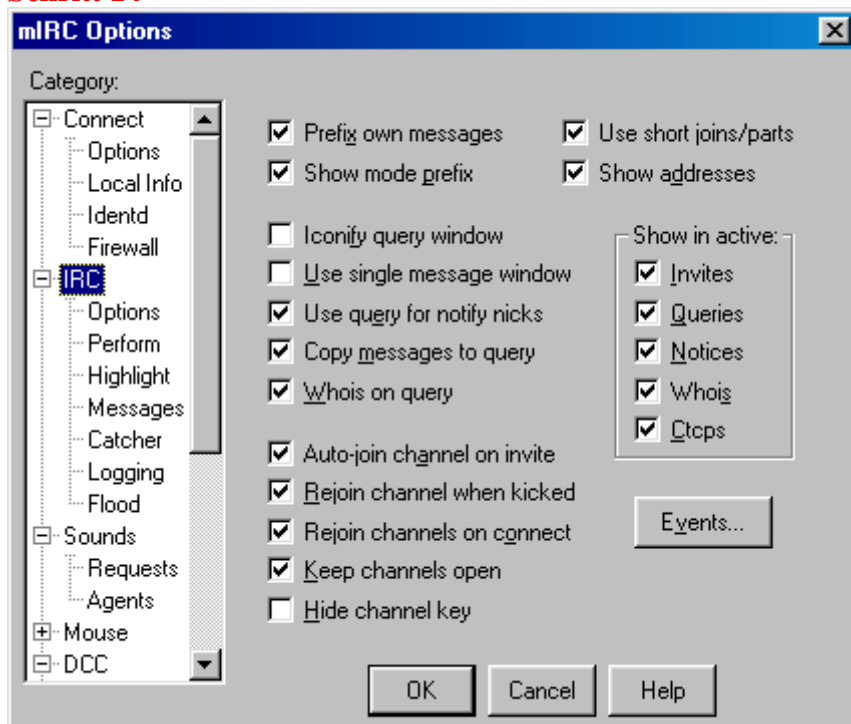 mIRC Options
Category:
Connect
Options
Local Info
Identd
Firewall
IRC
Options
Perform
Highlight
Messages
Catcher
Logging
Flood
Sounds
Requests
Agents
Mouse
DCC
Prefix own messages
Show mode prefix
Use short joins/parts
Show addresses
Iconify query window
Use single message window
Use query for notify nicks
Copy messages to query
Whois on query
Show in active:
Invites
Queries
Notices
Whois
Ctcps
Auto-join channel on invite
Rejoin channel when kicked
Rejoin channels on connect
Keep channels open
Hide channel key
Events...
OK
Cancel
Help